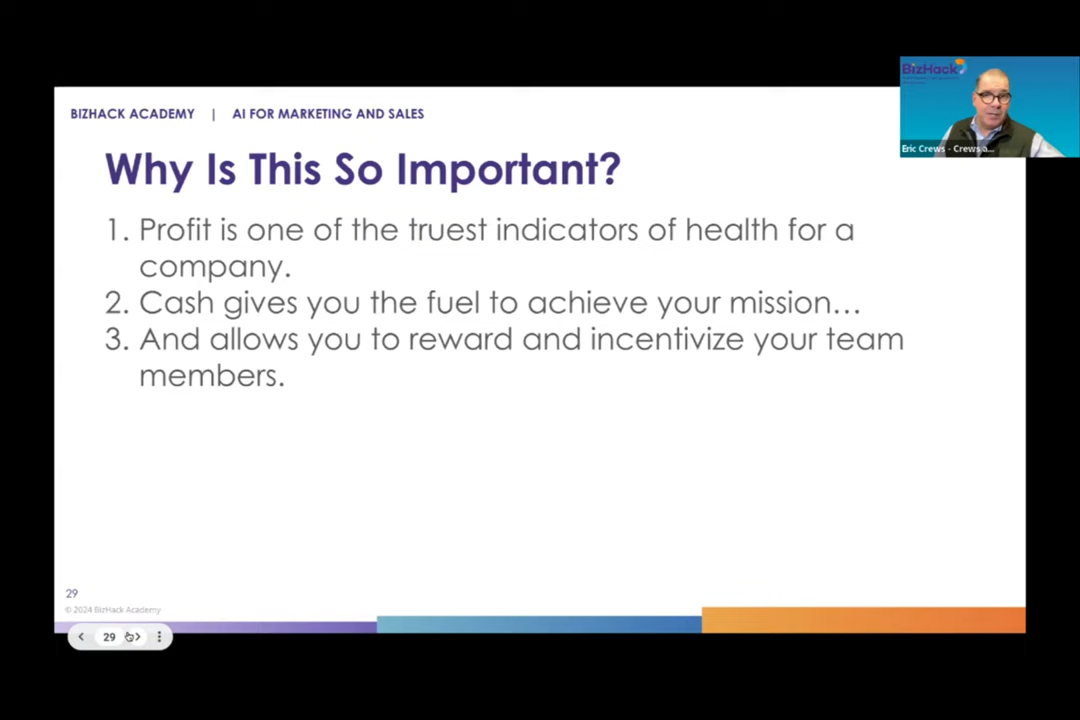 BizHack
BIZHACK ACADEMY | AI FOR MARKETING AND SALES
Eric Crews - Crews a...
Why Is This So Important?
1. Profit is one of the truest indicators of health for a
company.
2. Cash gives you the fuel to achieve your mission…
3. And allows you to reward and incentivize your team
members.
29
© 2024 BizHack Academy
29